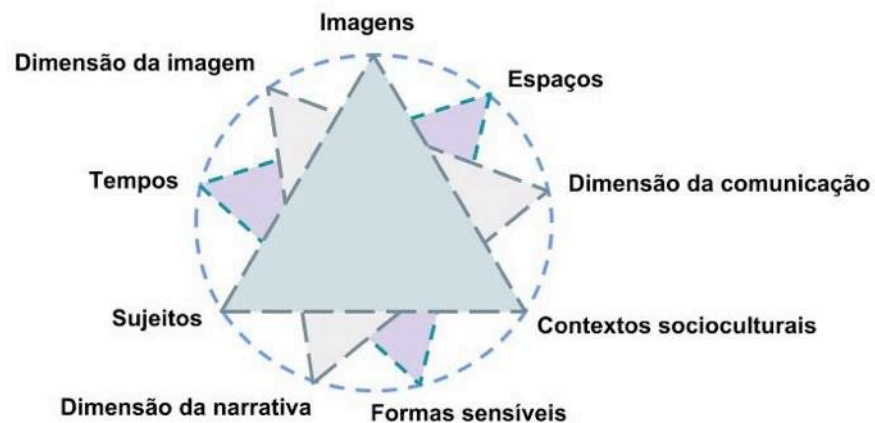 Imagens
Dimensão da imagem
Espaços
Tempos
Dimensão da comunicação
Sujeitos
Contextos socioculturais
Dimensão da narrativa
Formas sensíveis